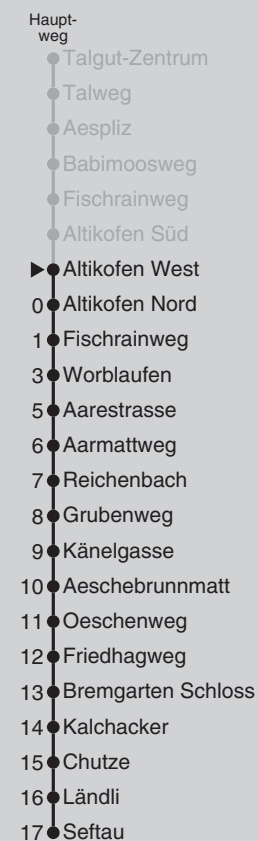 Haupt-
weg
Talgut-Zentrum
Talweg
Aespliz
Babimoosweg
Fischrainweg
Altikofen Süd
Altikofen West
0 Altikofen Nord
1 Fischrainweg
3 Worblaufen
5 Aarestrasse
6 Aarmattweg
7 Reichenbach
8 Grubenweg
9 Känelgasse
10 Aeschebrunnmatt
11 Oeschenweg
12 Friedhagweg
13 Bremgarten Schloss
14 Kalchacker
15 Chutze
16 Ländli
17 Seftau